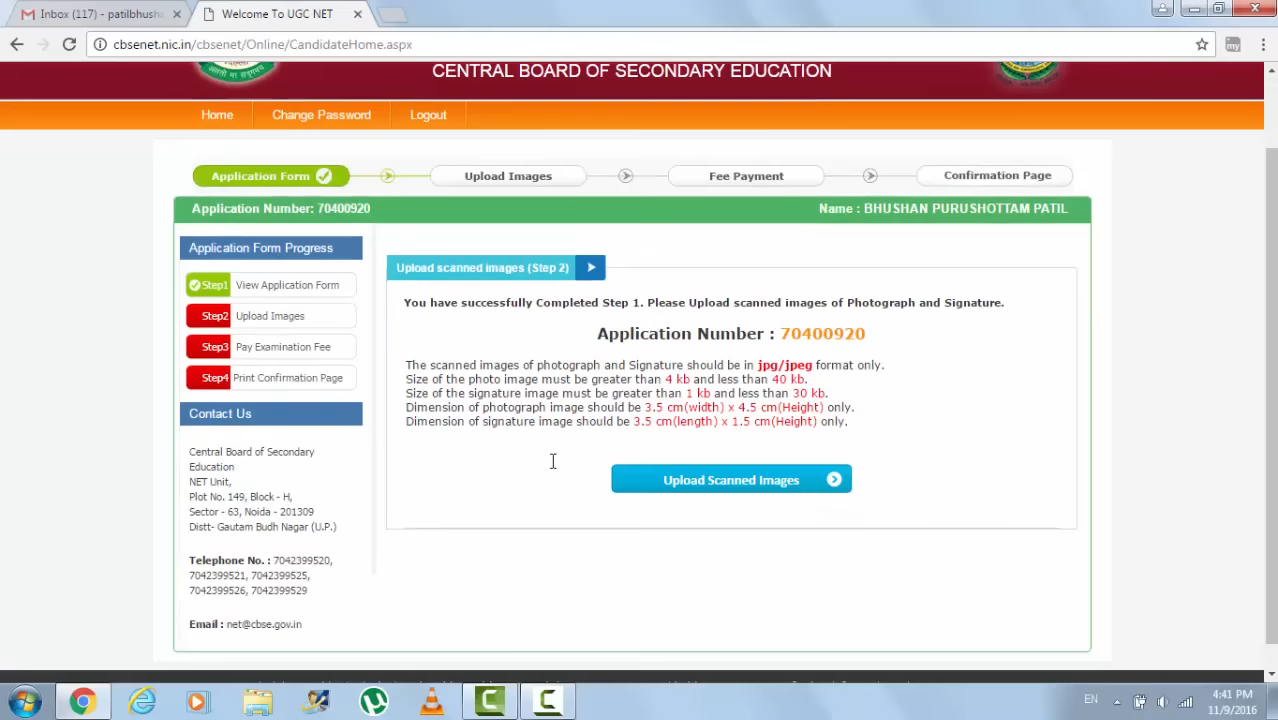 Inbox (117) - patilbhush
Welcome To UGC NET
cbsenet.nic.in/cbsenet/Online/CandidateHome.aspx
my
CENTRAL BOARD OF SECONDARY EDUCATION
Home
Change Password
Logout
Application Form
Upload Images
Fee Payment
Confirmation Page
Application Number: 70400920
Name : BHUSHAN PURUSHOTTAM PATIL
Application Form Progress
Step1 View Application Form
Step2 Upload Images
Step3 Pay Examination Fee
Step4 Print Confirmation Page
Contact Us
Central Board of Secondary
Education
NET Unit,
Plot No. 149, Block - H,
Sector - 63, Noida - 201309
Distt- Gautam Budh Nagar (U.P.)
Telephone No. : 7042399520,
7042399521, 7042399525,
7042399526, 7042399529
Email : net@cbse.gov.in
Upload scanned images (Step 2)
You have successfully Completed Step 1. Please Upload scanned images of Photograph and Signature.
Application Number : 70400920
The scanned images of photograph and Signature should be in jpg/jpeg format only.
Size of the photo image must be greater than 4 kb and less than 40 kb.
Size of the signature image must be greater than 1 kb and less than 30 kb.
Dimension of photograph image should be 3.5 cm(width) x 4.5 cm(Height) only.
Dimension of signature image should be 3.5 cm(length) x 1.5 cm(Height) only.
Upload Scanned Images
EN
4:41 PM
11/9/2016